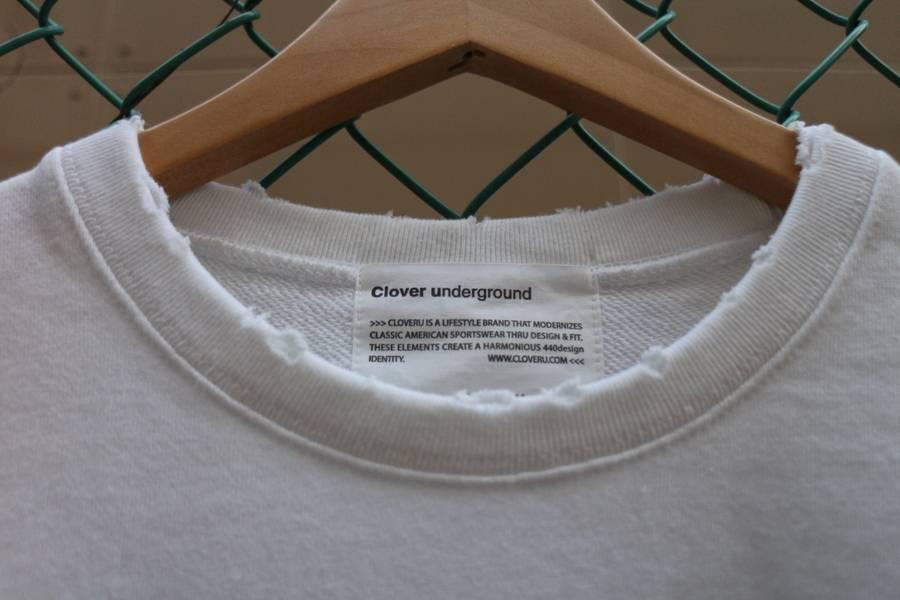 Clover underground
>>> CLOVERU IS A LIFESTYLE BRAND THAT MODERNIZES
CLASSIC AMERICAN SPORTSWEAR THRU DESIGN & FIT.
THESE ELEMENTS CREATE A HARMONIOUS 440design
IDENTITY. WWW.CLOVERU.COM <<<